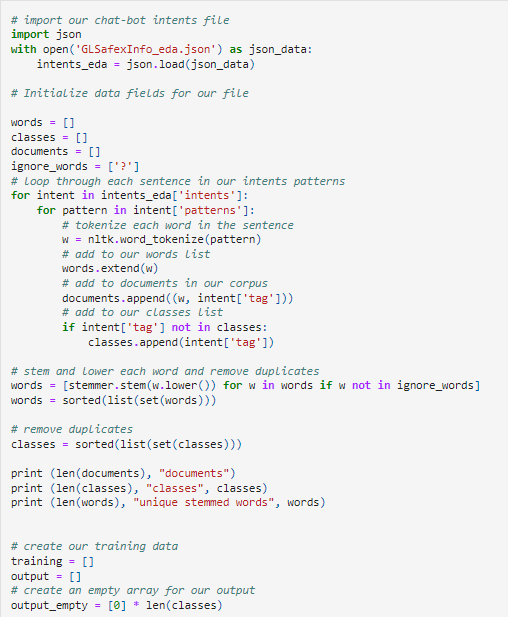 # import our chat-bot intents file
import json
with open('GLSafexInfo_eda.json') as json_data:
    intents_eda = json.load(json_data)

# Initialize data fields for our file

words = []
classes = []
documents = []
ignore_words = ['?']
# loop through each sentence in our intents patterns
for intent in intents_eda['intents']:
    for pattern in intent['patterns']:
        # tokenize each word in the sentence
        w = nltk.word_tokenize(pattern)
        # add to our words list
        words.extend(w)
        # add to documents in our corpus
        documents.append((w, intent['tag']))
        # add to our classes list
        if intent['tag'] not in classes:
            classes.append(intent['tag'])

# stem and lower each word and remove duplicates
words = [stemmer.stem(w.lower()) for w in words if w not in ignore_words]
words = sorted(list(set(words)))

# remove duplicates
classes = sorted(list(set(classes)))

print (len(documents), "documents")
print (len(classes), "classes", classes)
print (len(words), "unique stemmed words", words)


# create our training data
training = []
output = []
# create an empty array for our output
output_empty = [0] * len(classes)